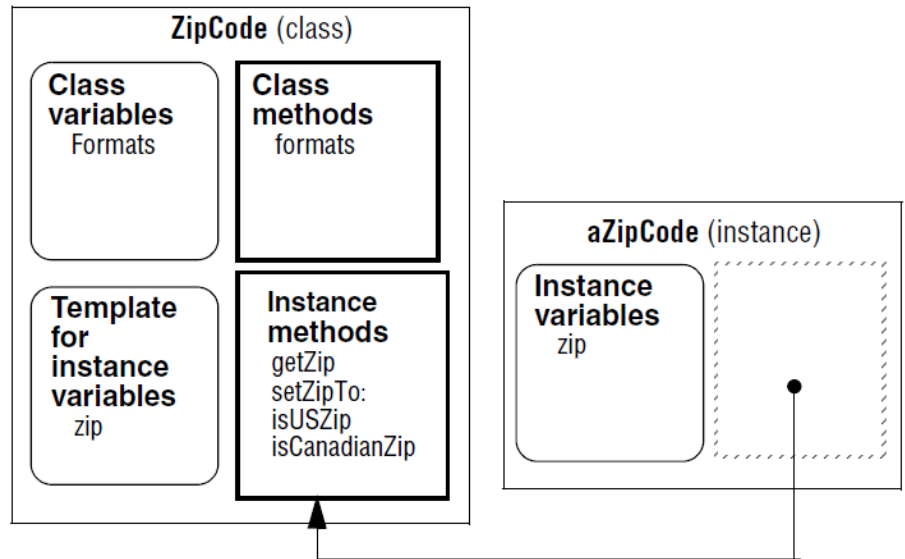 ZipCode (class)
Class
variables
Formats
Class
methods
formats
Template
for
instance
variables
zip
Instance
methods
getZip
setZipTo:
isUSZip
isCanadianZip
aZipCode (instance)
Instance
variables
zip